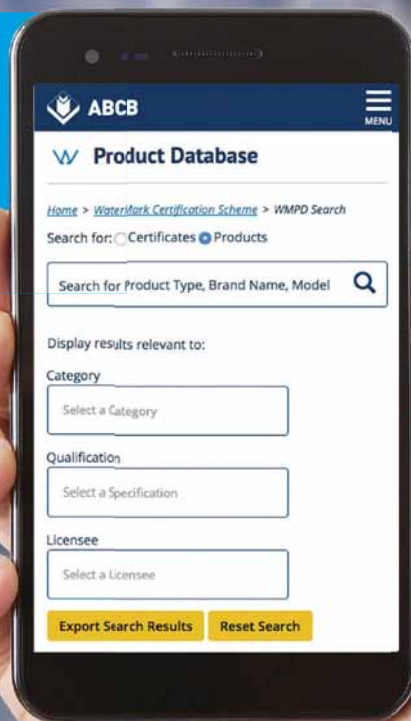 ABCB
MENU
Product Database
Home > WaterMark Certification Scheme > WMPD Search
Search for: Certificates Products
Search for Product Type, Brand Name, Model
Display results relevant to:
Category
Select a Category
Qualification
Select a Specification
Licensee
Select a Licensee
Export Search Results Reset Search